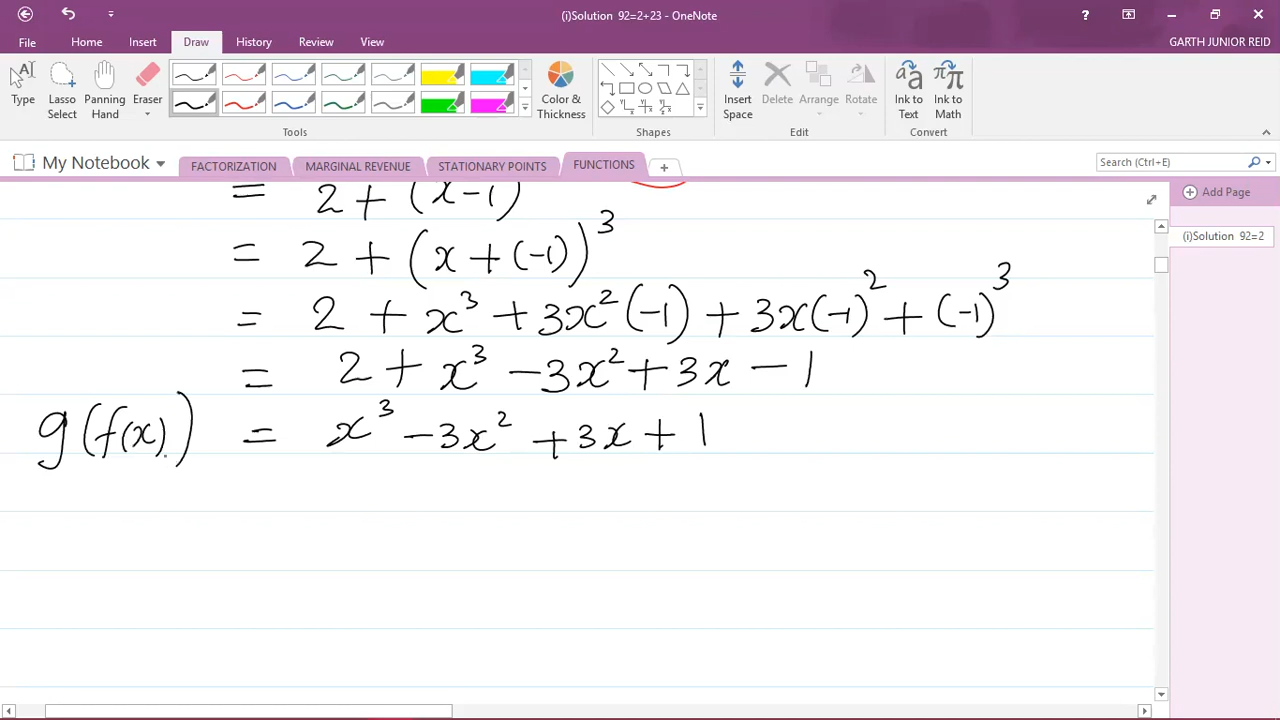 (i)Solution 92=2+23 - OneNote
?
File Home Insert Draw History Review View
GARTH JUNIOR REID
Type
Lasso Select
Panning Hand
Eraser
Color & Thickness
Insert Space
Delete
Arrange
Rotate
Ink to Text
Ink to Math
Tools
Shapes
Edit
Convert
My Notebook
FACTORIZATION MARGINAL REVENUE STATIONARY POINTS FUNCTIONS +
Search (Ctrl+E)
Add Page
(i)Solution 92=2
= 2 + (x-1)
= 2 + (x + (-1))³
= 2 + x³ + 3x²(-1) + 3x(-1)² + (-1)³
= 2 + x³ - 3x² + 3x - 1
g(f(x)) = x³ - 3x² + 3x + 1